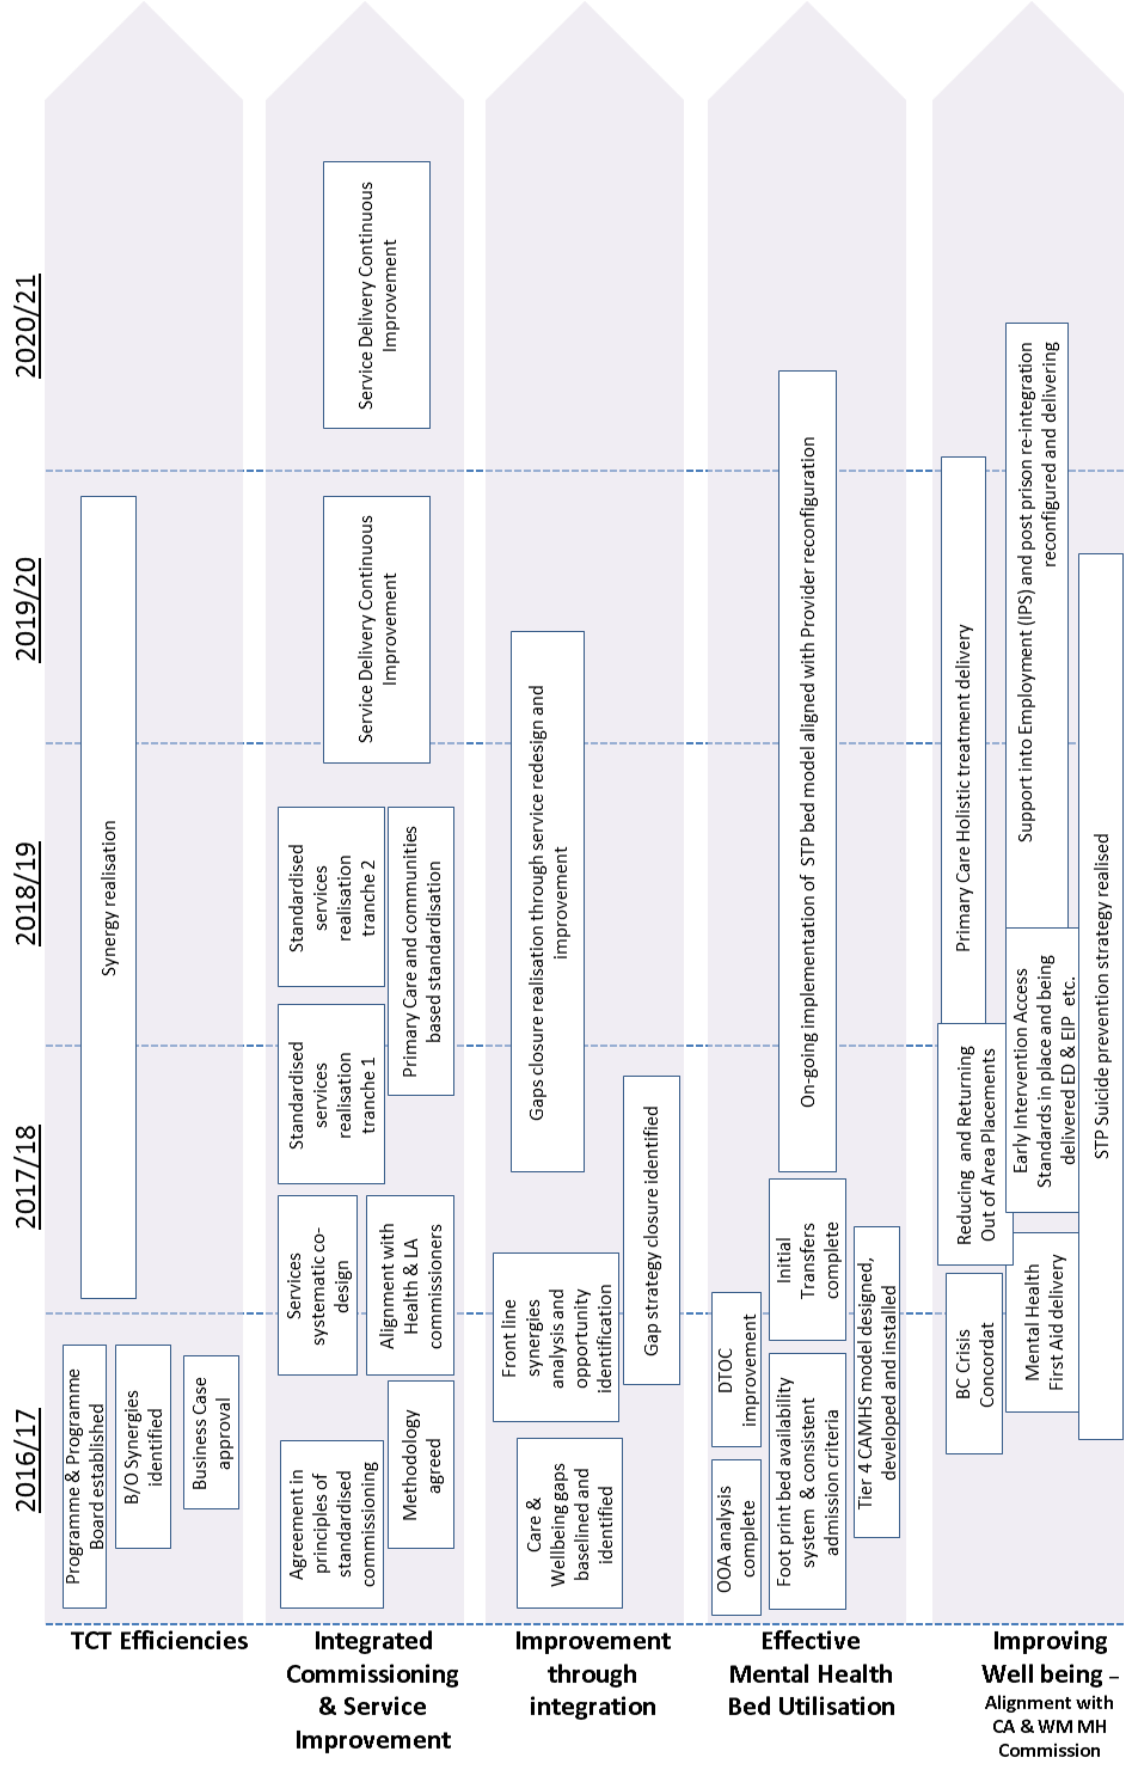 2016/17
2017/18
2018/19
2019/20
2020/21
TCT Efficiencies
Programme & Programme
Board established
B/O Synergies
identified
Business Case
approval
Synergy realisation
Integrated
Commissioning
& Service
Improvement
Agreement in
principles of
standardised
commissioning
Methodology
agreed
Services
systematic co-
design
Alignment with
Health & LA
commissioners
Standardised
services
realisation
tranche 1
Standardised
services
realisation
tranche 2
Primary Care and communities
based standardisation
Service Delivery Continuous
Improvement
Service Delivery Continuous
Improvement
Improvement
through
integration
Care &
Wellbeing gaps
baselined and
identified
Front line
synergies
analysis and
opportunity
identification
Gap strategy closure identified
Gaps closure realisation through service redesign and
improvement
Effective
Mental Health
Bed Utilisation
OOA analysis
complete
DTOC
improvement
Foot print bed availability
system & consistent
admission criteria
Initial
Transfers
complete
Tier 4 CAMHS model designed,
developed and installed
On-going implementation of STP bed model aligned with Provider reconfiguration
Improving
Well being –
Alignment with
CA & WM MH
Commission
BC Crisis
Concordat
Reducing and Returning
Out of Area Placements
Primary Care Holistic treatment delivery
Mental Health
First Aid delivery
Early Intervention Access
Standards in place and being
delivered ED & EIP etc.
Support into Employment (IPS) and post prison re-integration
reconfigured and delivering
STP Suicide prevention strategy realised